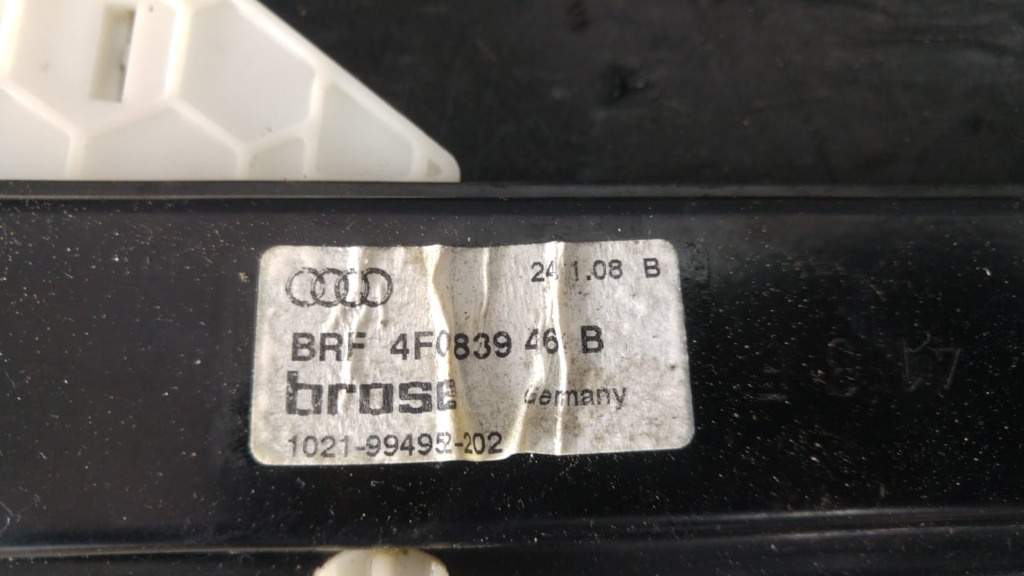 24.1.08 B
BRF 4F0839 46 B
brose Germany
1021-99495-202